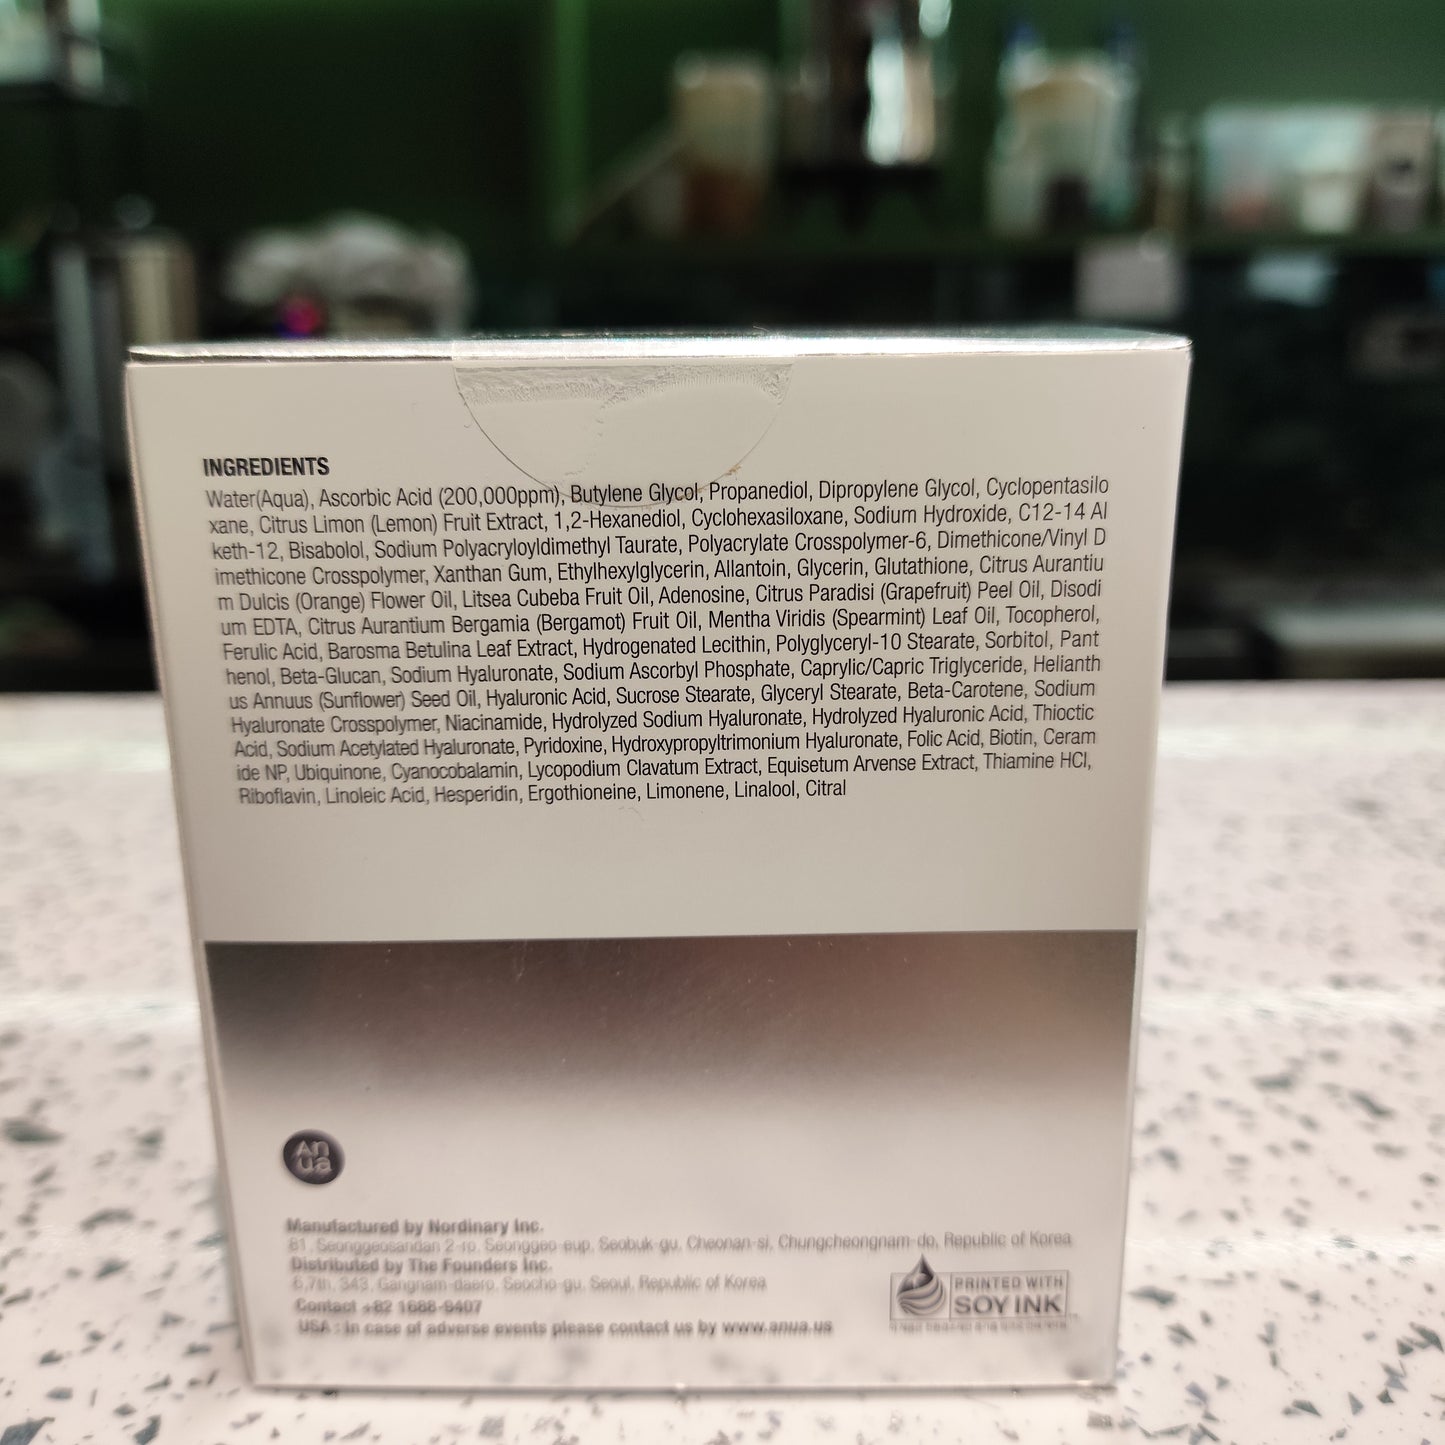 INGREDIENTS
Water(Aqua), Ascorbic Acid (200,000ppm), Butylene Glycol, Propanediol, Dipropylene Glycol, Cyclopentasilo
xane, Citrus Limon (Lemon) Fruit Extract, 1,2-Hexanediol, Cyclohexasiloxane, Sodium Hydroxide, C12-14 Al
keth-12, Bisabolol, Sodium Polyacryloyldimethyl Taurate, Polyacrylate Crosspolymer-6, Dimethicone/Vinyl D
imethicone Crosspolymer, Xanthan Gum, Ethylhexylglycerin, Allantoin, Glycerin, Glutathione, Citrus Aurantiu
m Dulcis (Orange) Flower Oil, Litsea Cubeba Fruit Oil, Adenosine, Citrus Paradisi (Grapefruit) Peel Oil, Disodi
um EDTA, Citrus Aurantium Bergamia (Bergamot) Fruit Oil, Mentha Viridis (Spearmint) Leaf Oil, Tocopherol,
Ferulic Acid, Barosma Betulina Leaf Extract, Hydrogenated Lecithin, Polyglyceryl-10 Stearate, Sorbitol, Pant
henol, Beta-Glucan, Sodium Hyaluronate, Sodium Ascorbyl Phosphate, Caprylic/Capric Triglyceride, Helianth
us Annuus (Sunflower) Seed Oil, Hyaluronic Acid, Sucrose Stearate, Glyceryl Stearate, Beta-Carotene, Sodium
Hyaluronate Crosspolymer, Niacinamide, Hydrolyzed Sodium Hyaluronate, Hydrolyzed Hyaluronic Acid, Thioctic
Acid, Sodium Acetylated Hyaluronate, Pyridoxine, Hydroxypropyltrimonium Hyaluronate, Folic Acid, Biotin, Ceram
ide NP, Ubiquinone, Cyanocobalamin, Lycopodium Clavatum Extract, Equisetum Arvense Extract, Thiamine HCl,
Riboflavin, Linoleic Acid, Hesperidin, Ergothioneine, Limonene, Linalool, Citral
An
ua
Manufactured by Nordinary Inc.
81, Seonggeosandan 2-ro, Seonggeo-eup, Seobuk-gu, Cheonan-si, Chungcheongnam-do, Republic of Korea
Distributed by The Founders Inc.
6,7th, 343, Gangnam-daero, Seocho-gu, Seoul, Republic of Korea
Contact +82 1688-9407
USA : In case of adverse events please contact us by www.anua.us
PRINTED WITH
SOY INK